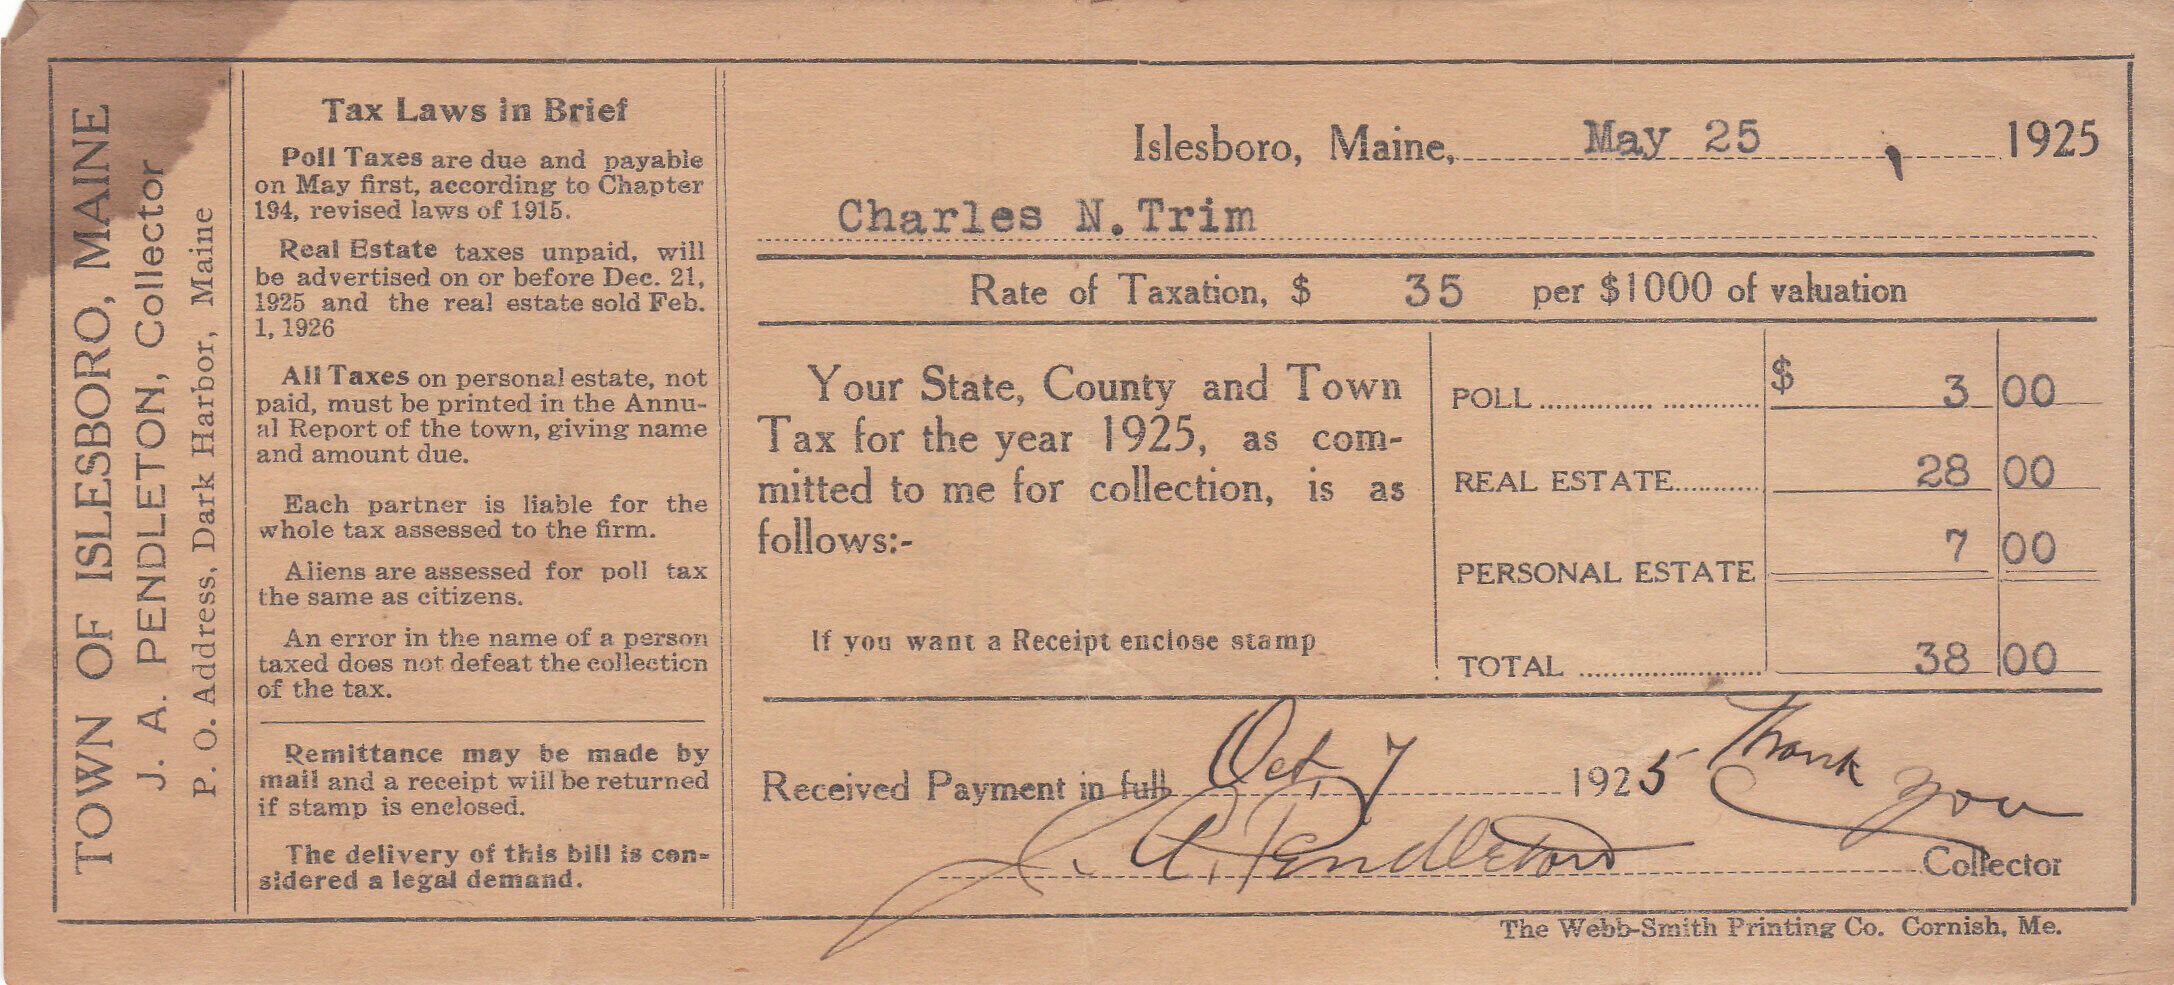 TOWN OF ISLESBORO, MAINE
J. A. PENDLETON, Collector
P. O. Address, Dark Harbor, Maine
Tax Laws in Brief
Poll Taxes are due and payable
on May first, according to Chapter
194, revised laws of 1915.
Real Estate taxes unpaid, will
be advertised on or before Dec. 21,
1925 and the real estate sold Feb.
1, 1926
All Taxes on personal estate, not
paid, must be printed in the Annu-
al Report of the town, giving name
and amount due.
Each partner is liable for the
whole tax assessed to the firm.
Aliens are assessed for poll tax
the same as citizens.
An error in the name of a person
taxed does not defeat the collection
of the tax.
Remittance may be made by
mail and a receipt will be returned
if stamp is enclosed.
The delivery of this bill is con-
sidered a legal demand.
Islesboro, Maine, May 25, 1925
Charles N. Trim
Rate of Taxation, $ 35 per $1000 of valuation
Your State, County and Town
Tax for the year 1925, as com-
mitted to me for collection, is as
follows:-
If you want a Receipt enclose stamp
POLL $ 3 00
REAL ESTATE 28 00
PERSONAL ESTATE 7 00
TOTAL 38 00
Received Payment in full Oct. 7 1925 Thank you
J. A. Pendleton Collector
The Webb-Smith Printing Co. Cornish, Me.